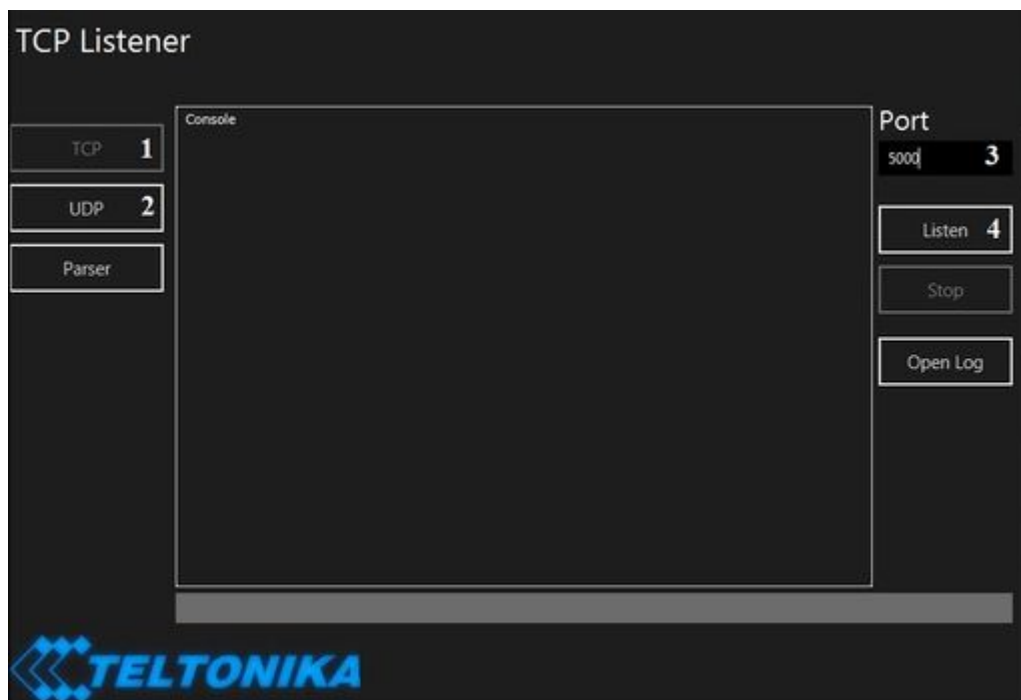 TCP Listener
TCP 1
UDP 2
Parser
Console
Port
5000 3
Listen 4
Stop
Open Log
TELTONIKA